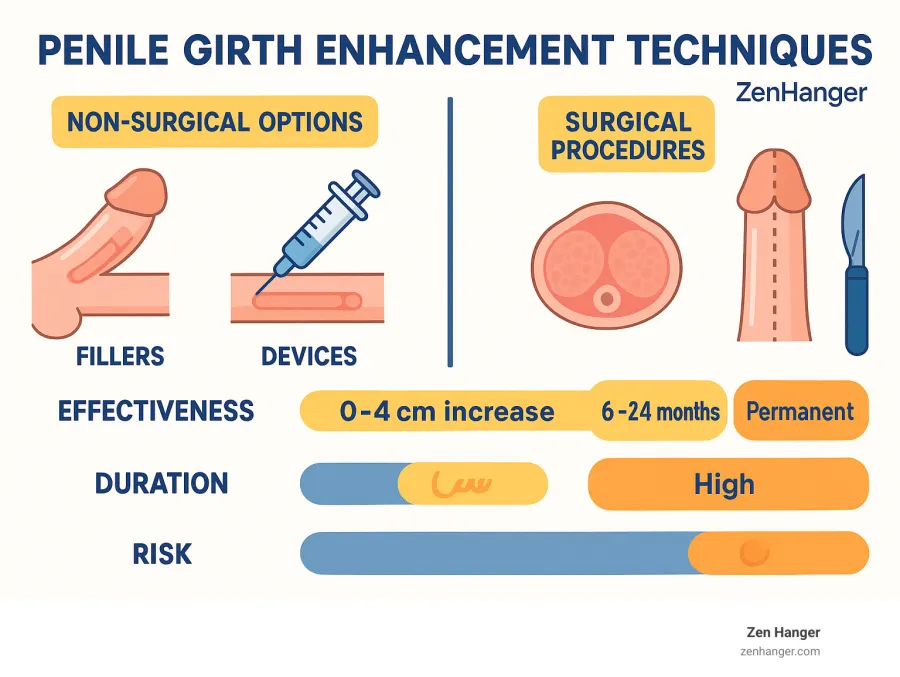 PENILE GIRTH ENHANCEMENT TECHNIQUES
ZenHanger
NON-SURGICAL OPTIONS
SURGICAL
PROCEDURES
FILLERS
DEVICES
EFFECTIVENESS
0-4 cm increase
6-24 months
Permanent
DURATION
High
RISK
Zen Hanger
zenhanger.com